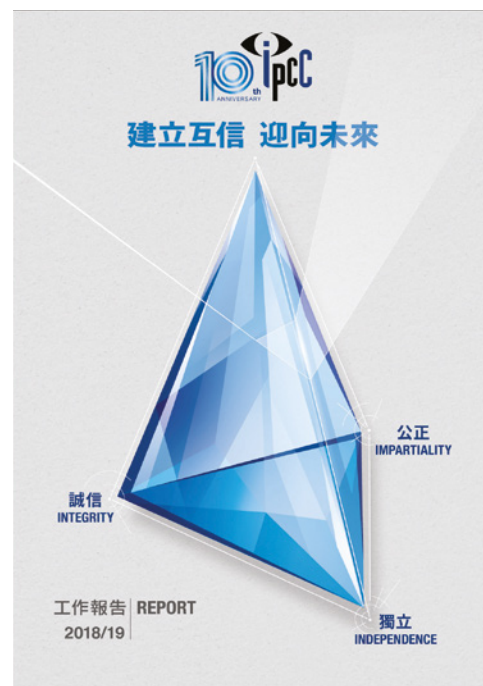 10th ipcc
ANNIVERSARY
建立互信 迎向未來
公正
IMPARTIALITY
誠信
INTEGRITY
工作報告 REPORT
2018/19
獨立
INDEPENDENCE